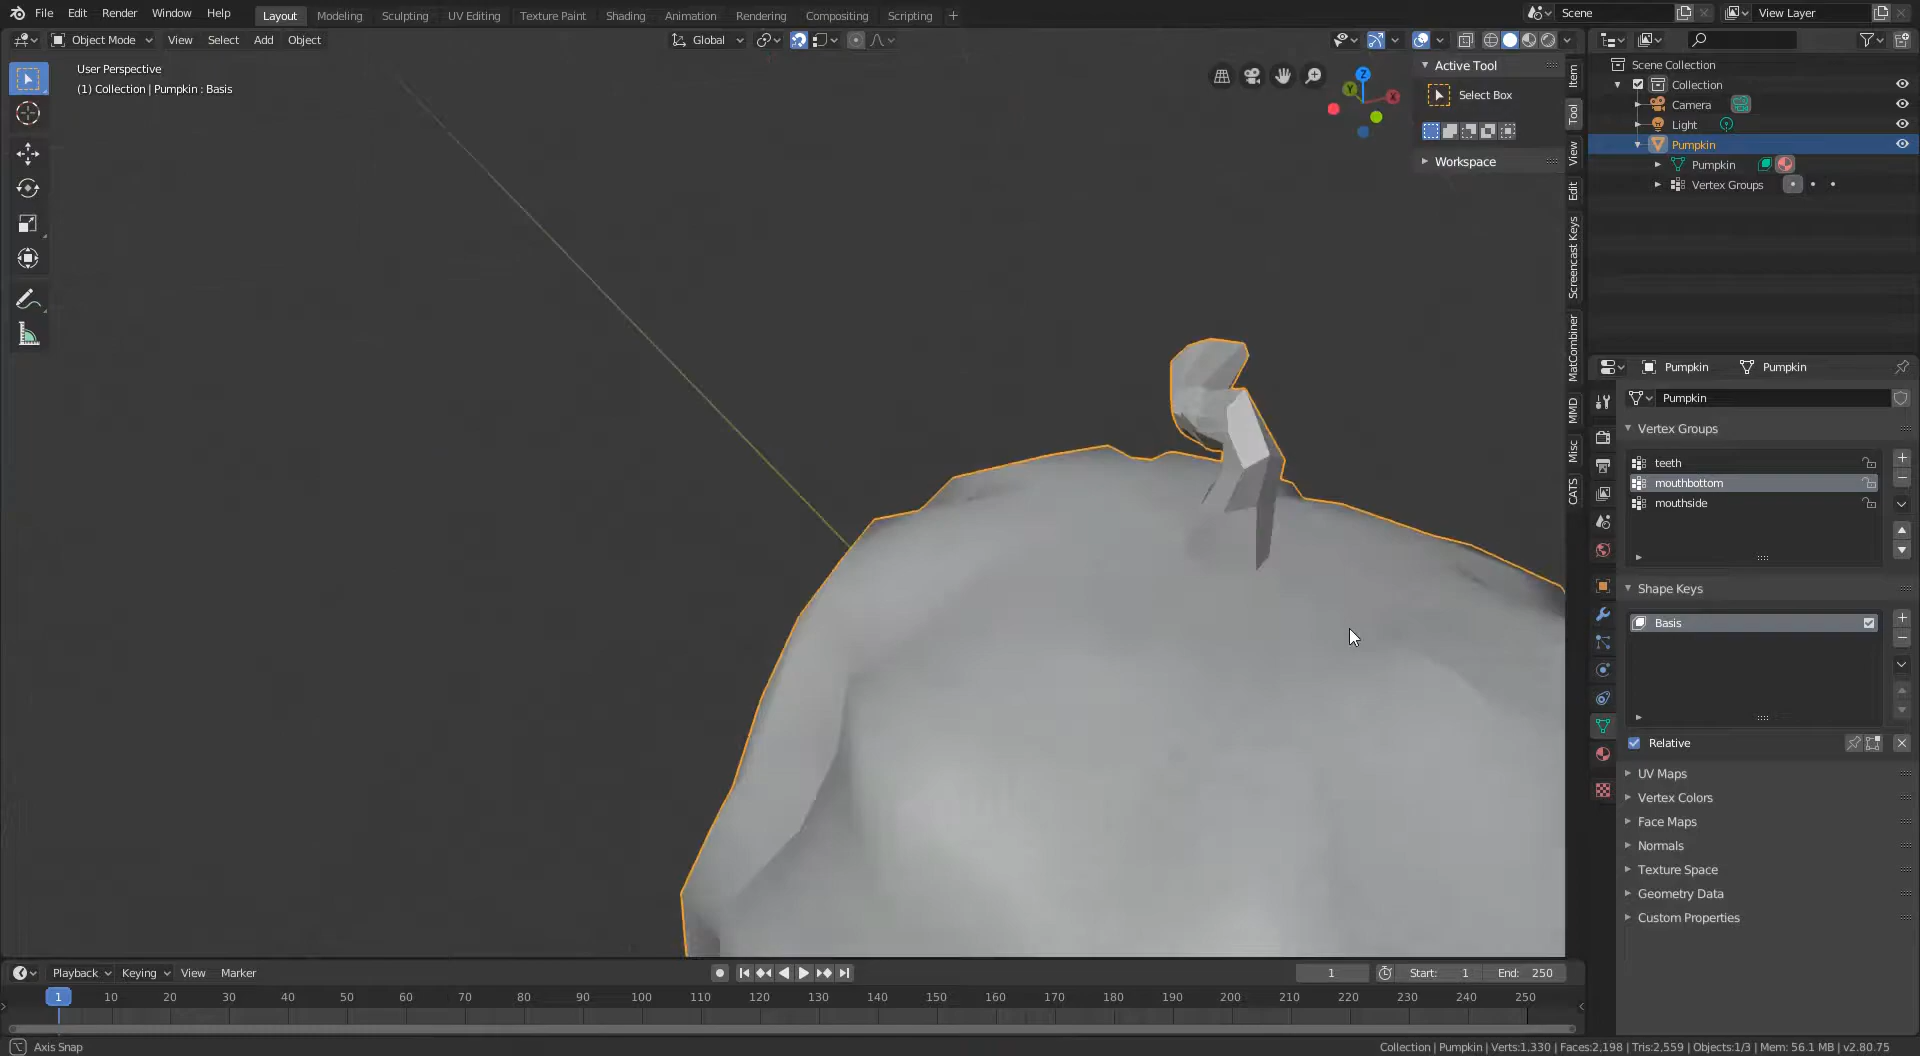 File Edit Render Window Help
Layout Modeling Sculpting UV Editing Texture Paint Shading Animation Rendering Compositing Scripting +
Scene
View Layer
Object Mode View Select Add Object
Global
User Perspective
(1) Collection | Pumpkin : Basis
Z
Y
X
Active Tool
Select Box
Workspace
Item
Tool
View
Edit
Screencast Keys
MatCombiner
MMD
Misc
CATS
Scene Collection
Collection
Camera
Light
Pumpkin
Pumpkin
Vertex Groups
Pumpkin Pumpkin
Pumpkin
Vertex Groups
teeth
mouthbottom
mouthside
Shape Keys
Basis
Relative
UV Maps
Vertex Colors
Face Maps
Normals
Texture Space
Geometry Data
Custom Properties
Playback Keying View Marker
1
Start: 1
End: 250
1 10 20 30 40 50 60 70 80 90 100 110 120 130 140 150 160 170 180 190 200 210 220 230 240 250
Axis Snap
Collection | Pumpkin | Verts:1,330 | Faces:2,198 | Tris:2,559 | Objects:1/3 | Mem: 56.1 MB | v2.80.75